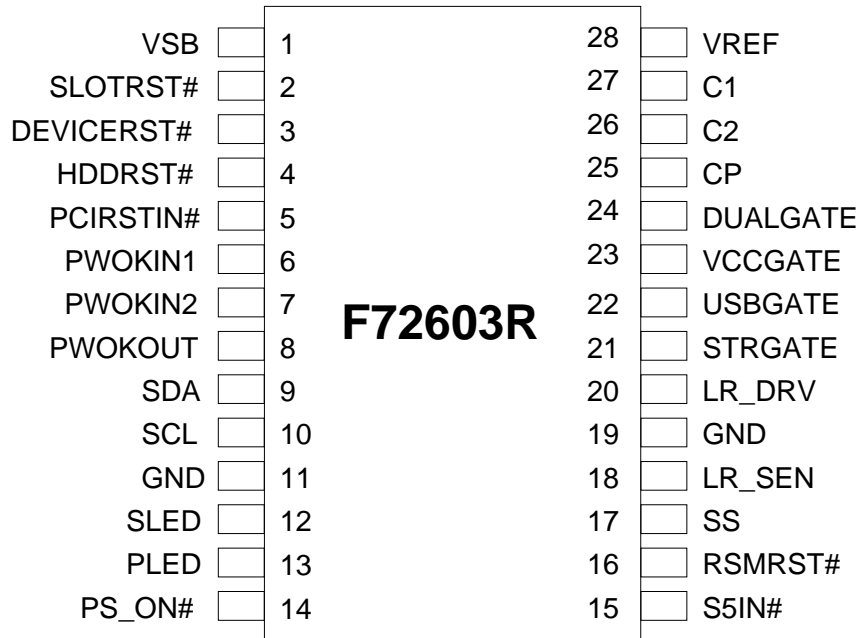 VSB 1 28 VREF
SLOTRST# 2 27 C1
DEVICERST# 3 26 C2
HDDRST# 4 25 CP
PCIRSTIN# 5 24 DUALGATE
PWOKIN1 6 23 VCCGATE
PWOKIN2 7 22 USBGATE
F72603R
PWOKOUT 8 21 STRGATE
SDA 9 20 LR_DRV
SCL 10 19 GND
GND 11 18 LR_SEN
SLED 12 17 SS
PLED 13 16 RSMRST#
PS_ON# 14 15 S5IN#